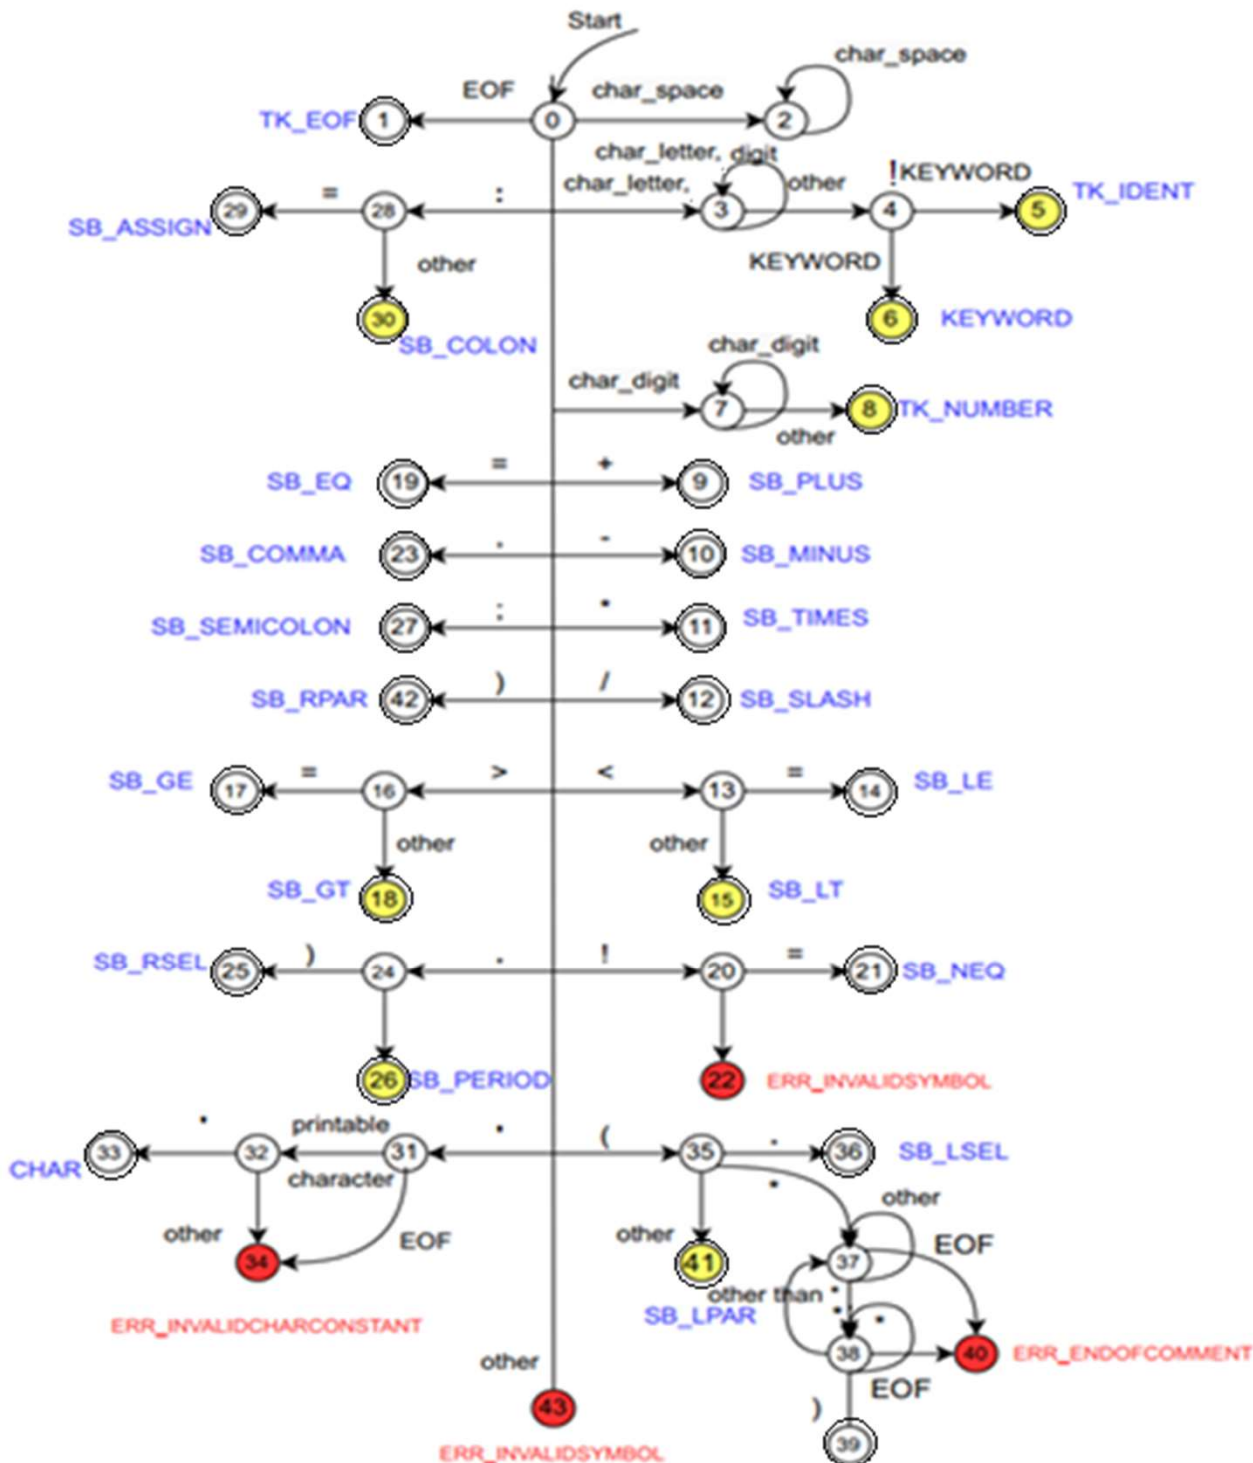 Start
char_space
EOF
char_space
TK_EOF
1
0
2
char_letter, digit
char_letter,
other
!KEYWORD
TK_IDENT
=
:
29
28
3
4
5
SB_ASSIGN
other
KEYWORD
30
6
KEYWORD
SB_COLON
char_digit
char_digit
7
8
TK_NUMBER
other
=
+
SB_EQ
19
9
SB_PLUS
.
-
SB_COMMA
23
10
SB_MINUS
;
*
SB_SEMICOLON
27
11
SB_TIMES
)
/
SB_RPAR
42
12
SB_SLASH
=
>
<
=
SB_GE
17
16
13
14
SB_LE
other
other
SB_GT
18
15
SB_LT
)
.
!
=
SB_RSEL
25
24
20
21
SB_NEQ
26
SB_PERIOD
22
ERR_INVALIDSYMBOL
printable
(
.
33
32
31
35
36
SB_LSEL
CHAR
character
*
other
other
EOF
other
EOF
34
41
37
other than *
SB_LPAR
*
ERR_INVALIDCHARCONSTANT
other
38
40
ERR_ENDOFCOMMENT
EOF
43
)
39
ERR_INVALIDSYMBOL